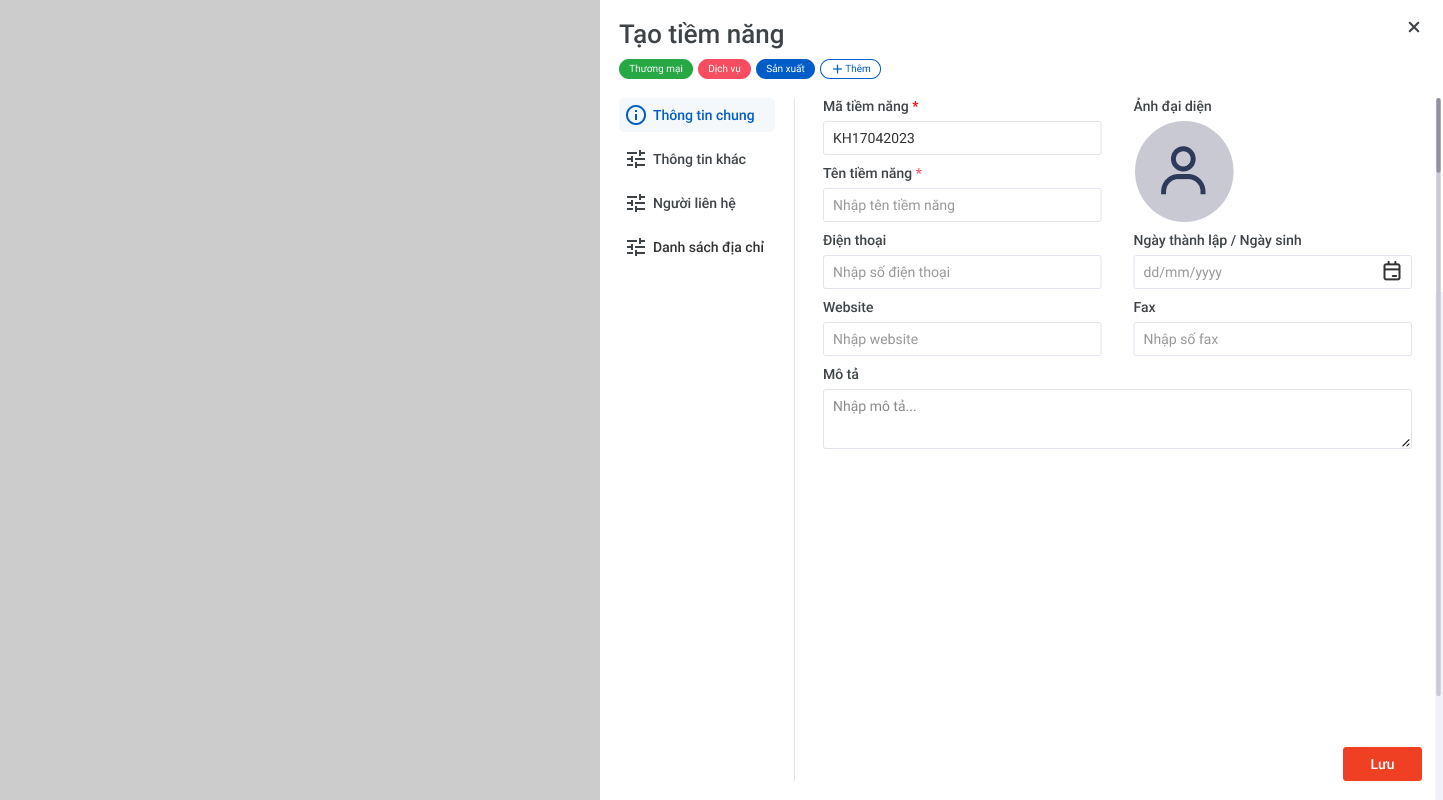 Tạo tiềm năng
Thương mại
Dịch vụ
Sản xuất
Thêm
Thông tin chung
Thông tin khác
Người liên hệ
Danh sách địa chỉ
Mã tiềm năng *
KH17042023
Ảnh đại diện
Tên tiềm năng *
Nhập tên tiềm năng
Điện thoại
Nhập số điện thoại
Ngày thành lập / Ngày sinh
dd/mm/yyyy
Website
Nhập website
Fax
Nhập số fax
Mô tả
Nhập mô tả...
Lưu